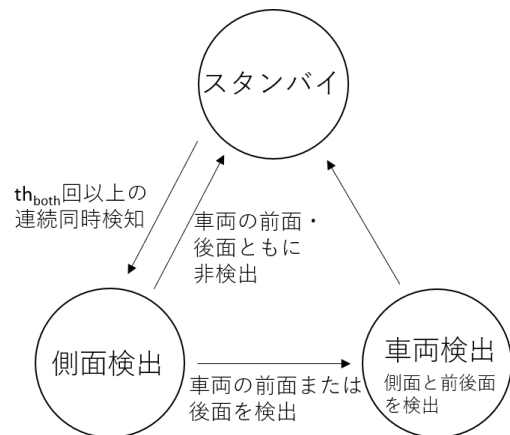 スタンバイ
th_both回以上の
連続同時検知
車両の前面・
後面ともに
非検出
側面検出
車両の前面または
後面を検出
車両検出
側面と前後面
を検出